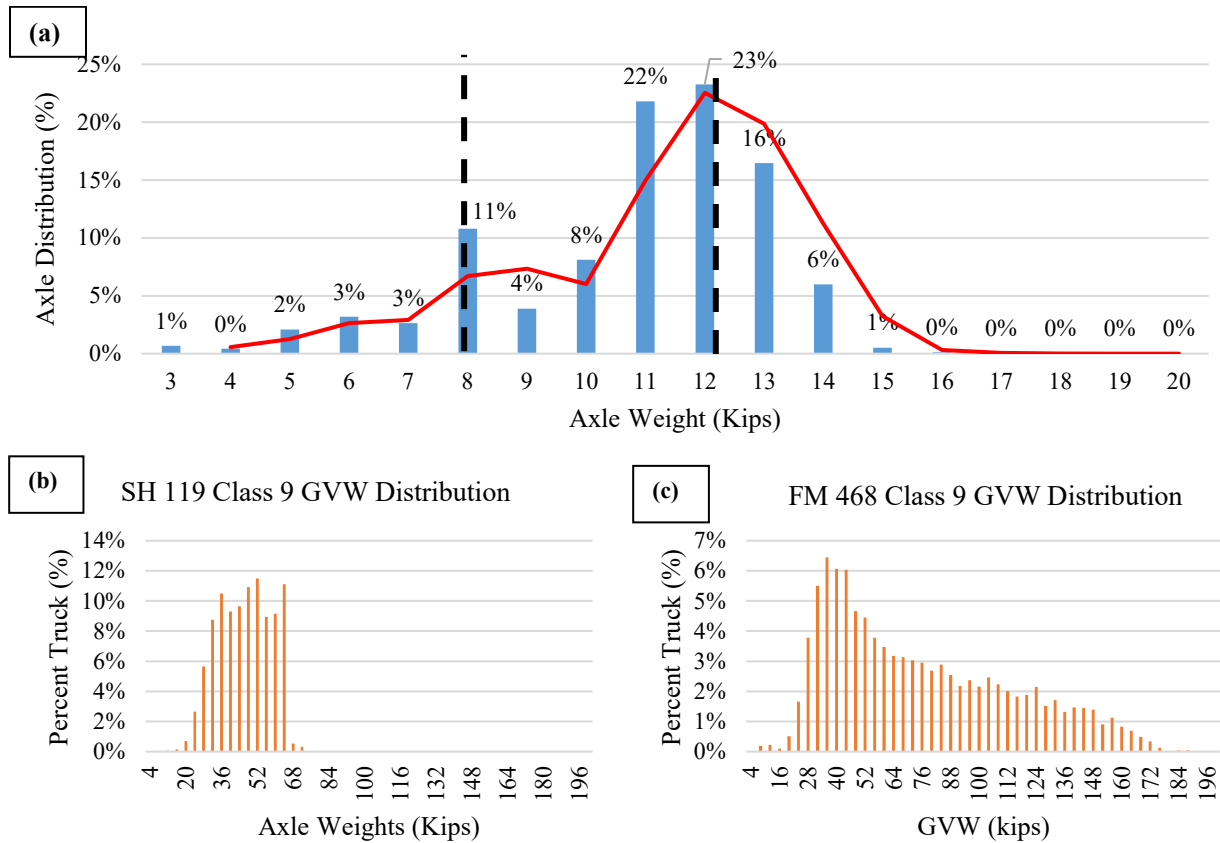 (a)
25%
20%
15%
10%
5%
0%
Axle Distribution (%)
1%
0%
2%
3%
3%
11%
4%
8%
22%
23%
16%
6%
1%
0%
0%
0%
0%
0%
3 4 5 6 7 8 9 10 11 12 13 14 15 16 17 18 19 20
Axle Weight (Kips)
(b)
SH 119 Class 9 GVW Distribution
14%
12%
10%
8%
6%
4%
2%
0%
Percent Truck (%)
4 20 36 52 68 84 100 116 132 148 164 180 196
Axle Weights (Kips)
(c)
FM 468 Class 9 GVW Distribution
7%
6%
5%
4%
3%
2%
1%
0%
Percent Truck (%)
4 16 28 40 52 64 76 88 100 112 124 136 148 160 172 184 196
GVW (kips)